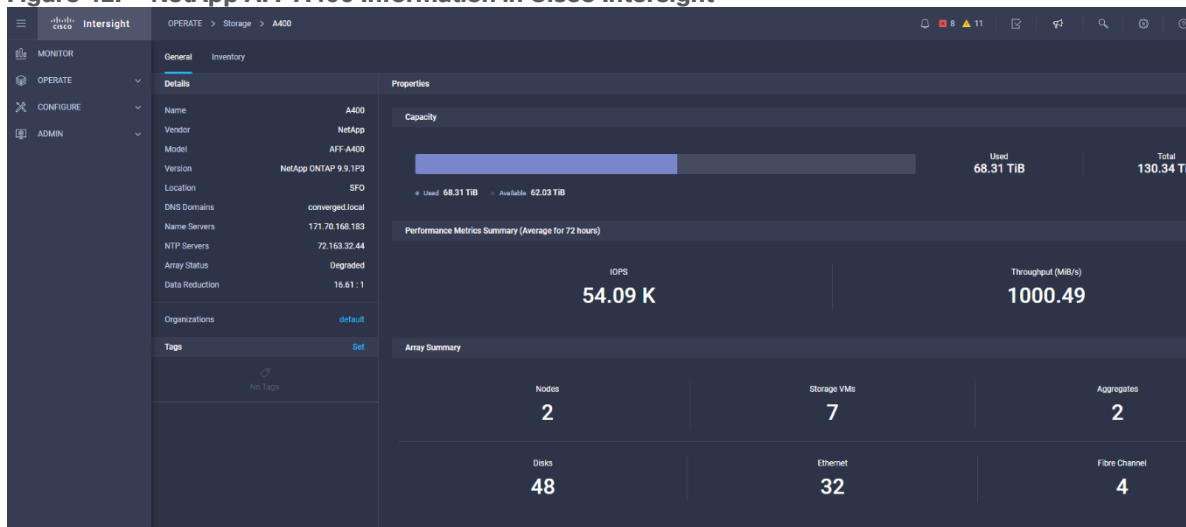 Figure 42. NetApp AFF A400 Information in Cisco Intersight
cisco Intersight
OPERATE > Storage > A400
8
11
MONITOR
OPERATE
CONFIGURE
ADMIN
General
Inventory
Details
Name A400
Vendor NetApp
Model AFF-A400
Version NetApp ONTAP 9.9.1P3
Location SFO
DNS Domains converged.local
Name Servers 171.70.168.183
NTP Servers 72.163.32.44
Array Status Degraded
Data Reduction 16.61 : 1
Organizations default
Tags Set
No Tags
Properties
Capacity
Used
68.31 TiB
Total
130.34 Ti
Used 68.31 TiB Available 62.03 TiB
Performance Metrics Summary (Average for 72 hours)
IOPS
54.09 K
Throughput (MiB/s)
1000.49
Array Summary
Nodes
2
Storage VMs
7
Aggregates
2
Disks
48
Ethernet
32
Fibre Channel
4